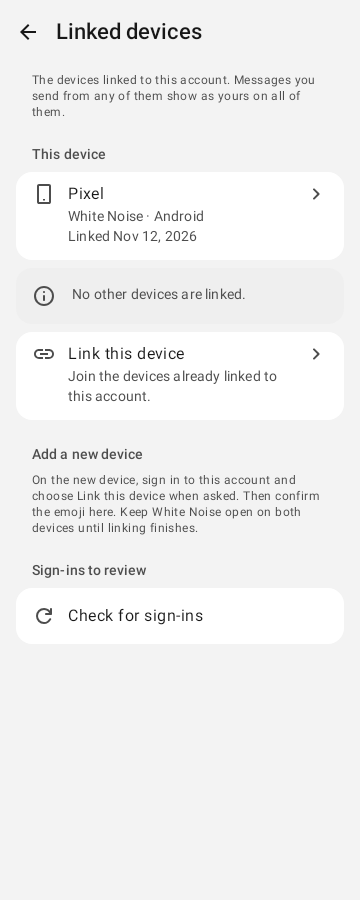 Linked devices
The devices linked to this account. Messages you
send from any of them show as yours on all of
them.
This device
Pixel
White Noise · Android
Linked Nov 12, 2026
No other devices are linked.
Link this device
Join the devices already linked to
this account.
Add a new device
On the new device, sign in to this account and
choose Link this device when asked. Then confirm
the emoji here. Keep White Noise open on both
devices until linking finishes.
Sign-ins to review
Check for sign-ins